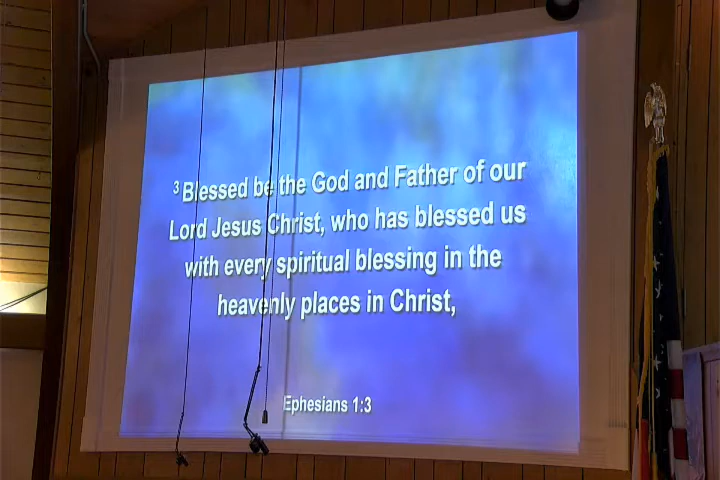 3 Blessed be the God and Father of our
Lord Jesus Christ, who has blessed us
with every spiritual blessing in the
heavenly places in Christ,
Ephesians 1:3